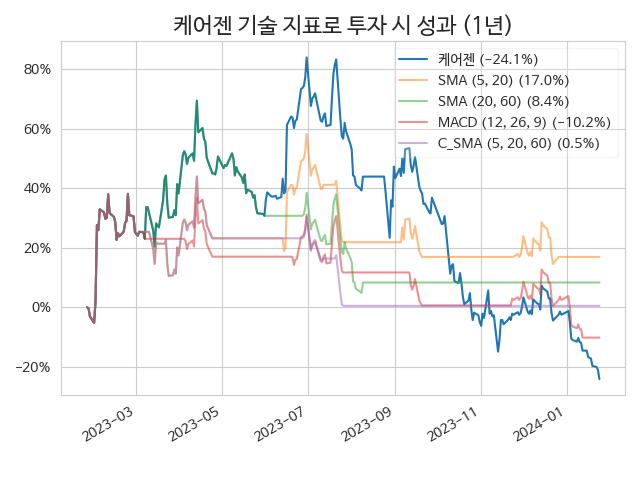 케어젠 기술 지표로 투자 시 성과 (1년)
케어젠 (-24.1%)
SMA (5, 20) (17.0%)
SMA (20, 60) (8.4%)
MACD (12, 26, 9) (-10.2%)
C_SMA (5, 20, 60) (0.5%)
80%
60%
40%
20%
0%
-20%
2023-03
2023-05
2023-07
2023-09
2023-11
2024-01